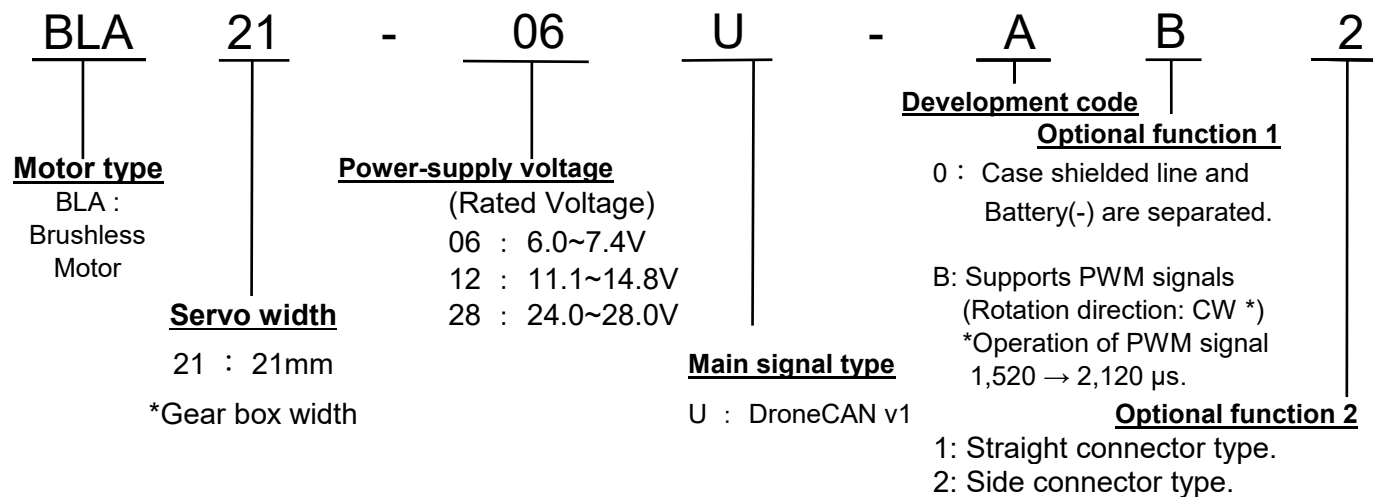 BLA 21 - 06 U - A B 2
Development code
Optional function 1
Motor type
BLA :
Brushless
Motor
Power-supply voltage
(Rated Voltage)
06 : 6.0~7.4V
12 : 11.1~14.8V
28 : 24.0~28.0V
0 : Case shielded line and
Battery(-) are separated.
B: Supports PWM signals
(Rotation direction: CW *)
*Operation of PWM signal
1,520 → 2,120 μs.
Servo width
21 : 21mm
*Gear box width
Main signal type
U : DroneCAN v1
Optional function 2
1: Straight connector type.
2: Side connector type.